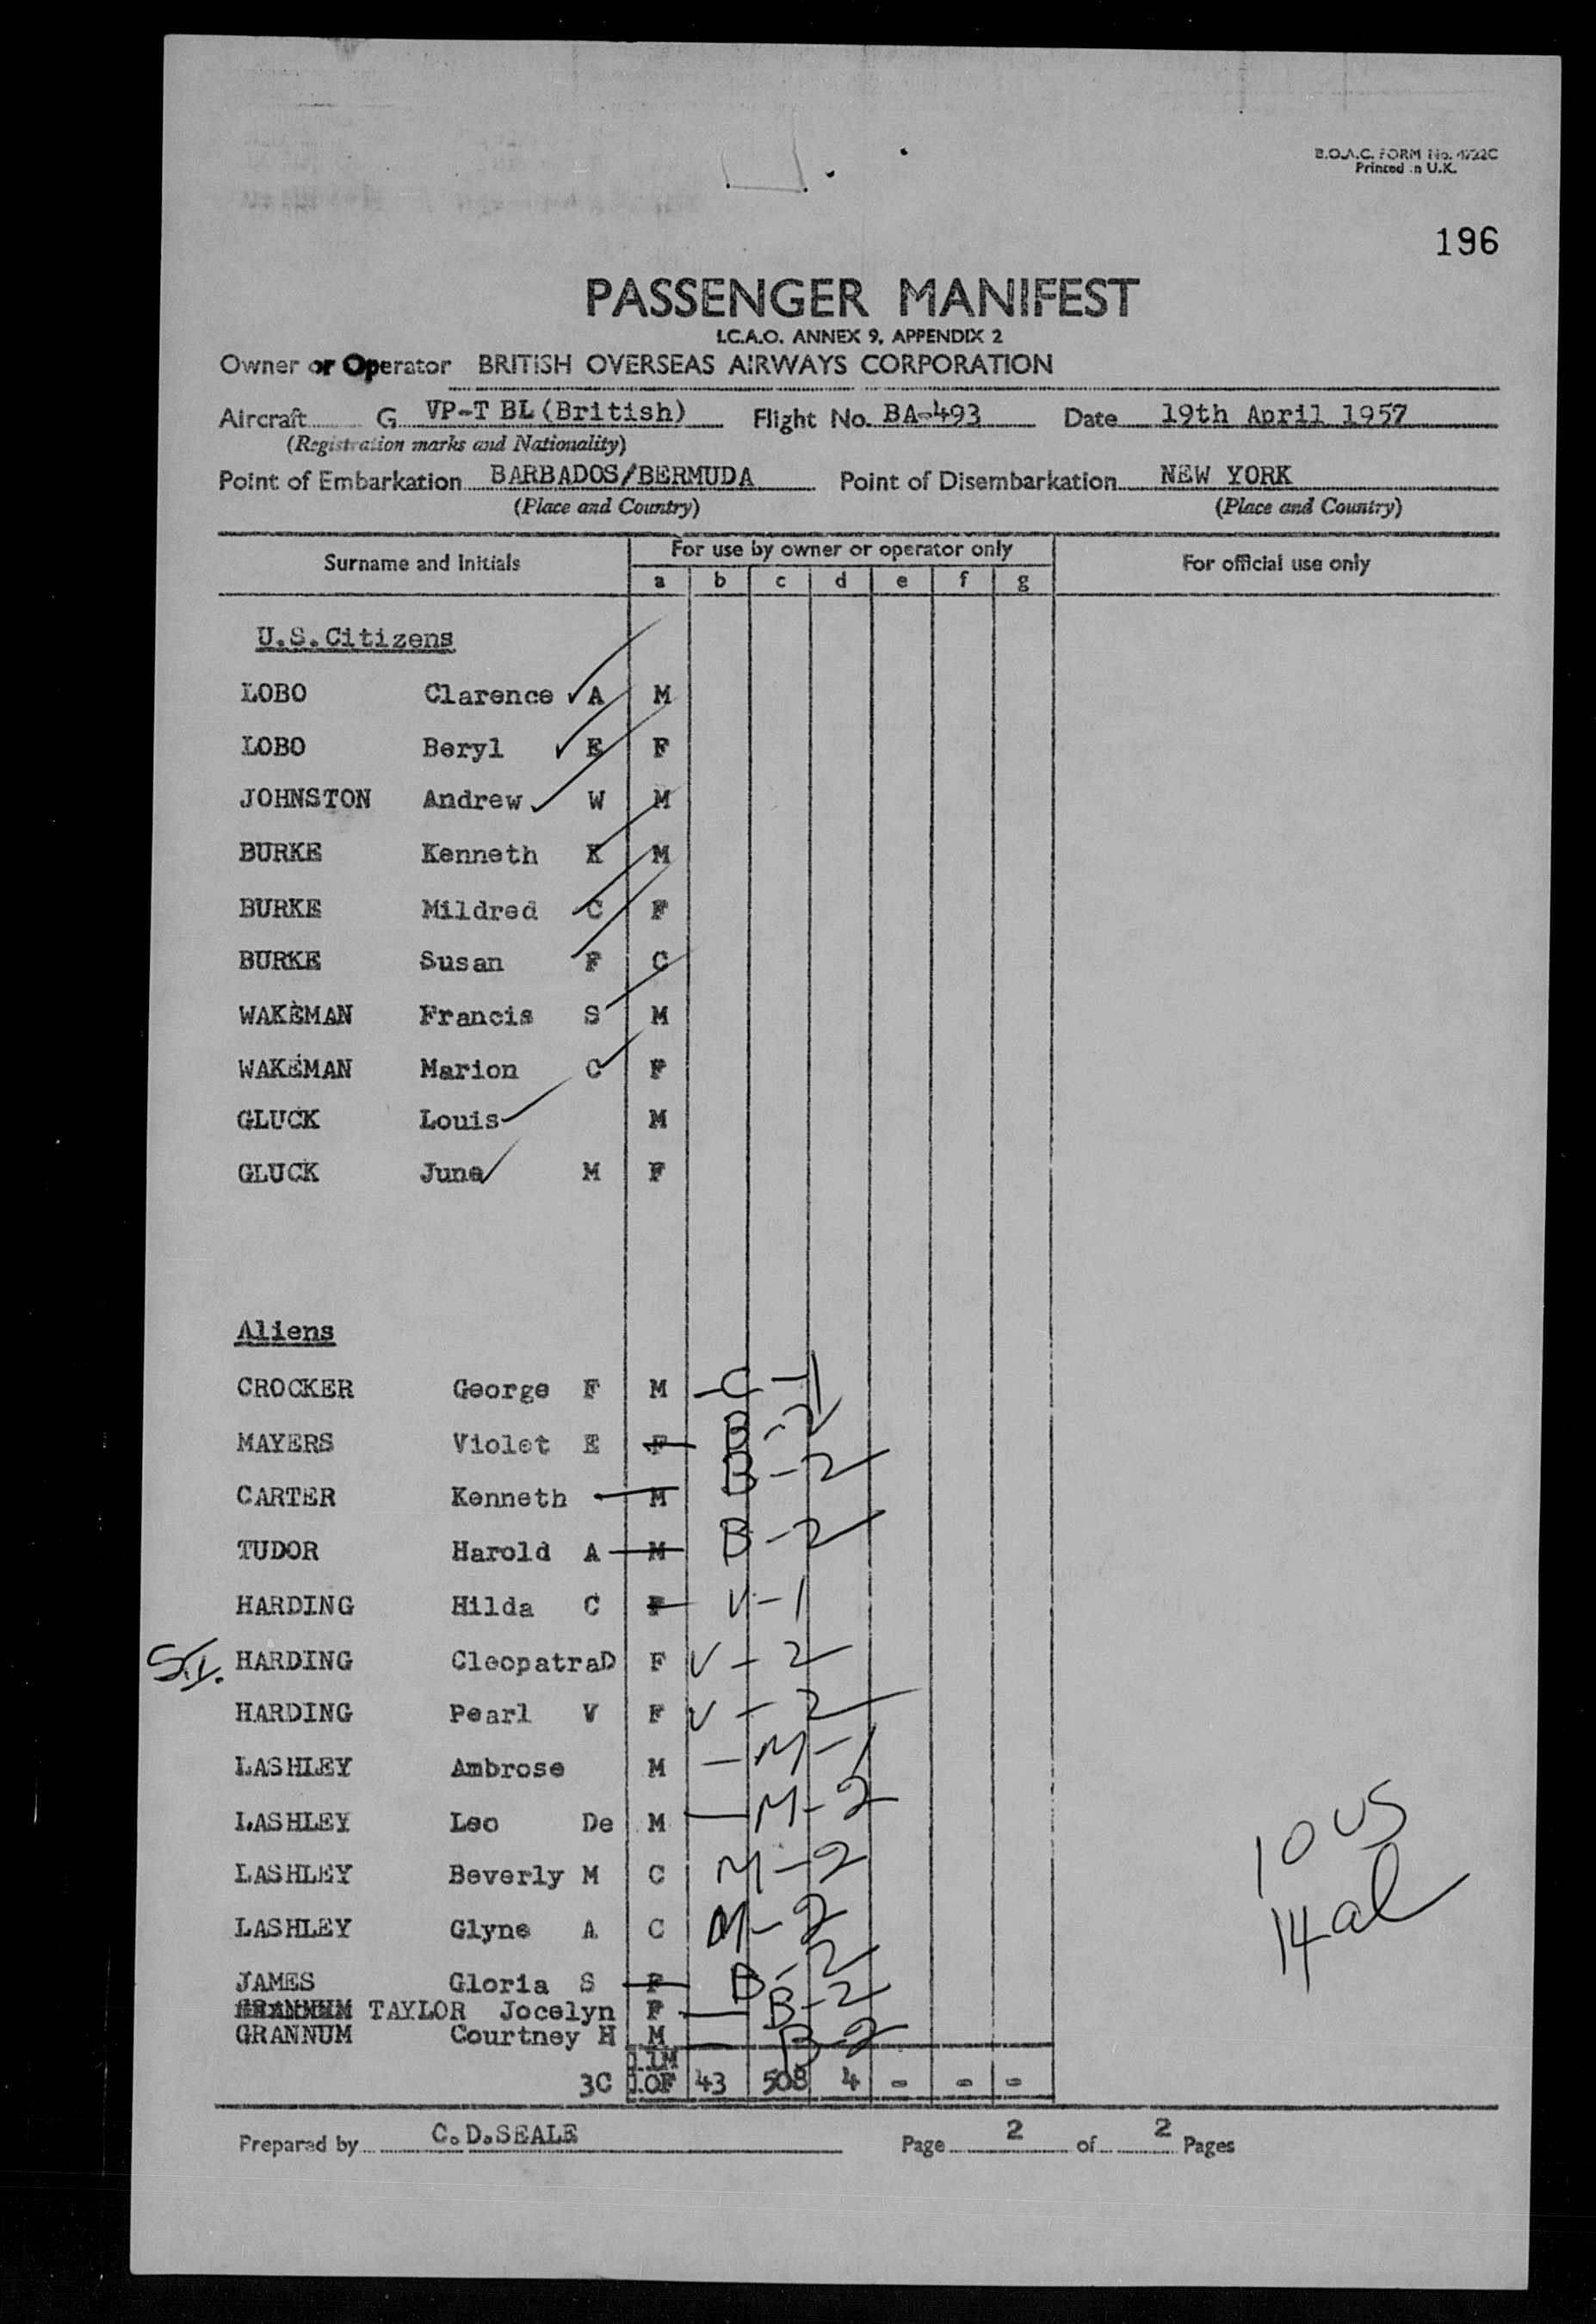 B.O.A.C. FORM No. 4722C
Printed in U.K.
196
PASSENGER MANIFEST
I.C.A.O. ANNEX 9, APPENDIX 2
Owner or Operator BRITISH OVERSEAS AIRWAYS CORPORATION
Aircraft G VP-T BL (British) Flight No. BA-493 Date 19th April 1957
(Registration marks and Nationality)
Point of Embarkation BARBADOS/BERMUDA Point of Disembarkation NEW YORK
(Place and Country) (Place and Country)
Surname and Initials For use by owner or operator only For official use only
a b c d e f g
U.S.Citizens
LOBO Clarence A M
LOBO Beryl E F
JOHNSTON Andrew W M
BURKE Kenneth K M
BURKE Mildred C F
BURKE Susan F C
WAKEMAN Francis S M
WAKEMAN Marion C F
GLUCK Louis M
GLUCK June M F
Aliens
CROCKER George F M C-1
MAYERS Violet E F B-2
CARTER Kenneth M B-2
TUDOR Harold A M B-2
HARDING Hilda C F V-1
S.I. HARDING Cleopatra D F V-2
HARDING Pearl V F V-2
LASHLEY Ambrose M M-1
LASHLEY Leo De M M-2
LASHLEY Beverly M C M-2
LASHLEY Glyne A C M-2
JAMES Gloria S F B-2
GRANNUM TAYLOR Jocelyn F B-2
GRANNUM Courtney H M B-2
11M
3C 10F 43 508 4 - - -
10 US
14 al
Prepared by C.D.SEALE Page 2 of 2 Pages